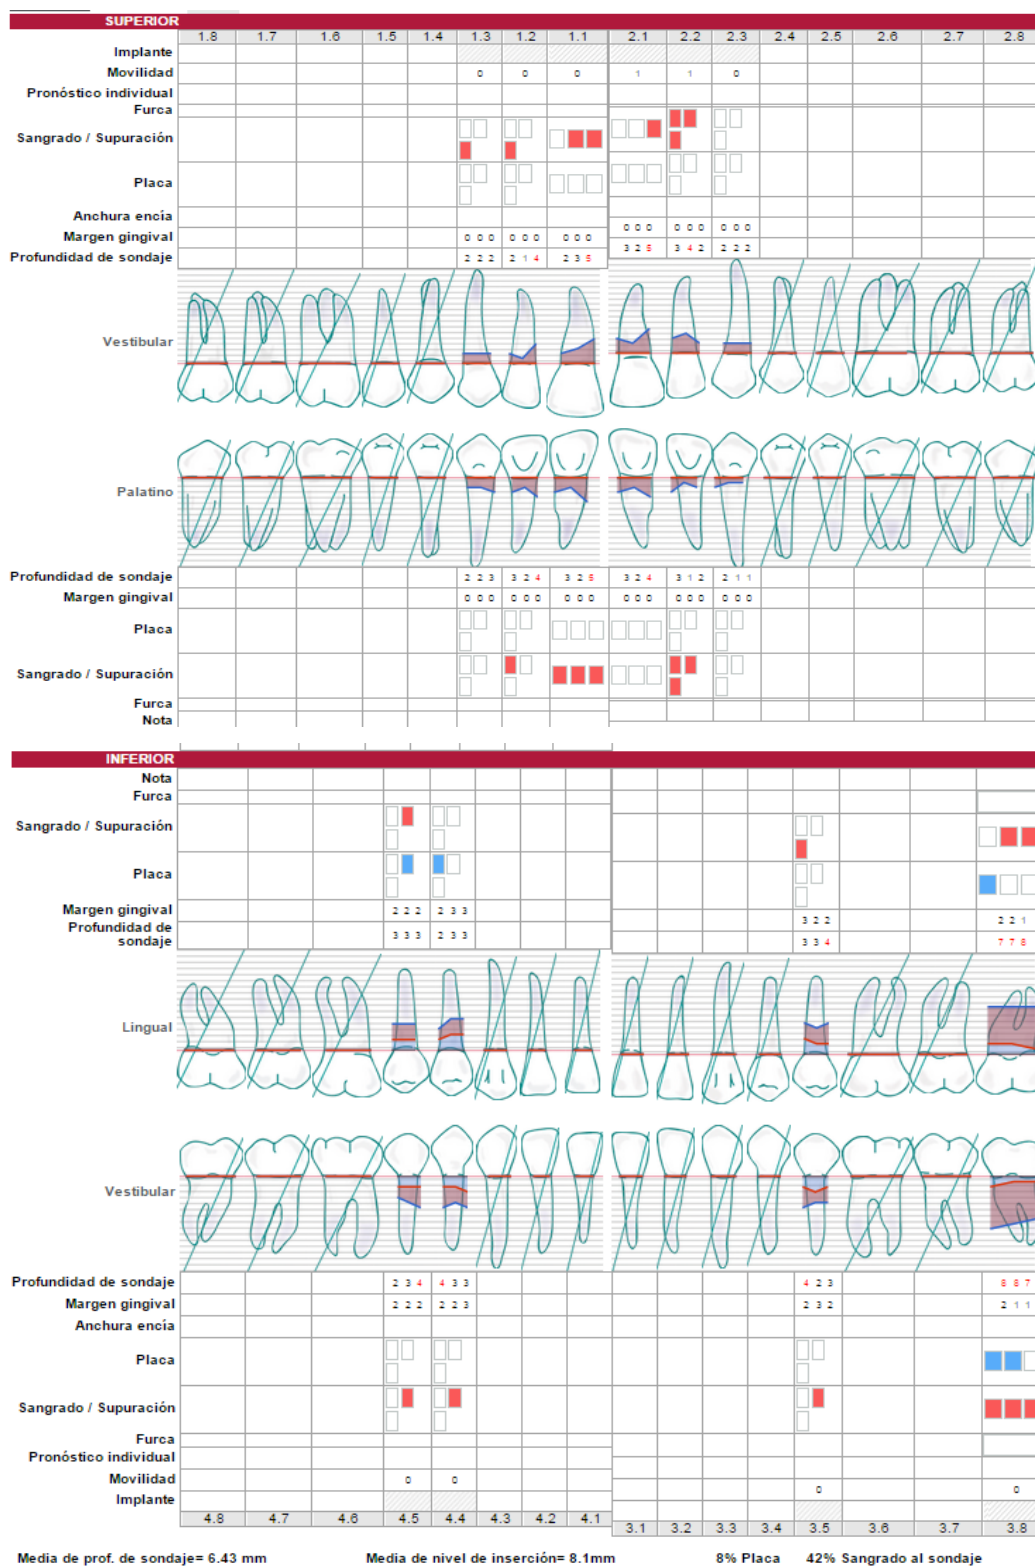 SUPERIOR
1.8 1.7 1.6 1.5 1.4 1.3 1.2 1.1 2.1 2.2 2.3 2.4 2.5 2.6 2.7 2.8
Implante
Movilidad 0 0 0 1 1 0
Pronóstico individual
Furca
Sangrado / Supuración
Placa
Anchura encía
Margen gingival 0 0 0 0 0 0 0 0 0 0 0 0 0 0 0 0 0 0
Profundidad de sondaje 2 2 2 2 1 4 2 3 5 3 2 5 3 4 2 2 2 2
Vestibular
Palatino
Profundidad de sondaje 2 2 3 3 2 4 3 2 5 3 2 4 3 1 2 2 1 1
Margen gingival 0 0 0 0 0 0 0 0 0 0 0 0 0 0 0 0 0 0
Placa
Sangrado / Supuración
Furca
Nota
INFERIOR
Nota
Furca
Sangrado / Supuración
Placa
Margen gingival 2 2 2 2 3 3 3 2 2 2 2 1
Profundidad de
sondaje 3 3 3 2 3 3 3 3 4 7 7 8
Lingual
Vestibular
Profundidad de sondaje 2 3 4 4 3 3 4 2 3 8 8 7
Margen gingival 2 2 2 2 2 3 2 3 2 2 1 1
Anchura encía
Placa
Sangrado / Supuración
Furca
Pronóstico individual
Movilidad 0 0 0 0
Implante
4.8 4.7 4.6 4.5 4.4 4.3 4.2 4.1 3.1 3.2 3.3 3.4 3.5 3.6 3.7 3.8
Media de prof. de sondaje= 6.43 mm Media de nivel de inserción= 8.1mm 8% Placa 42% Sangrado al sondaje